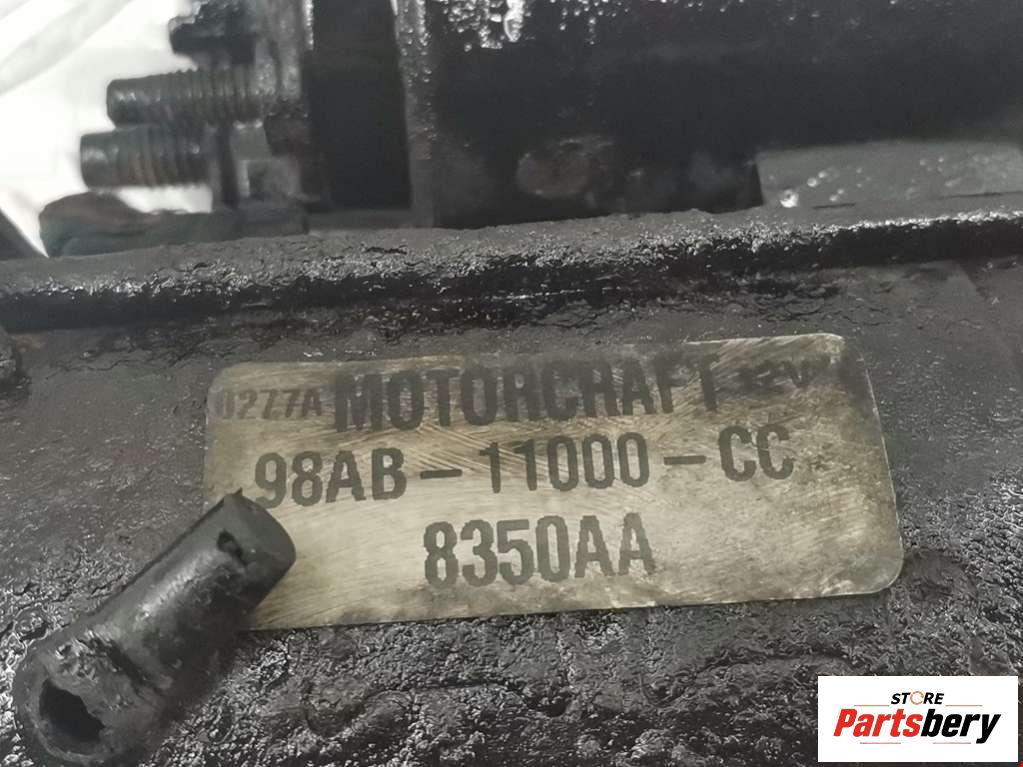 0277A MOTORCRAFT 12V
98AB-11000-CC
8350AA
STORE
Partsbery